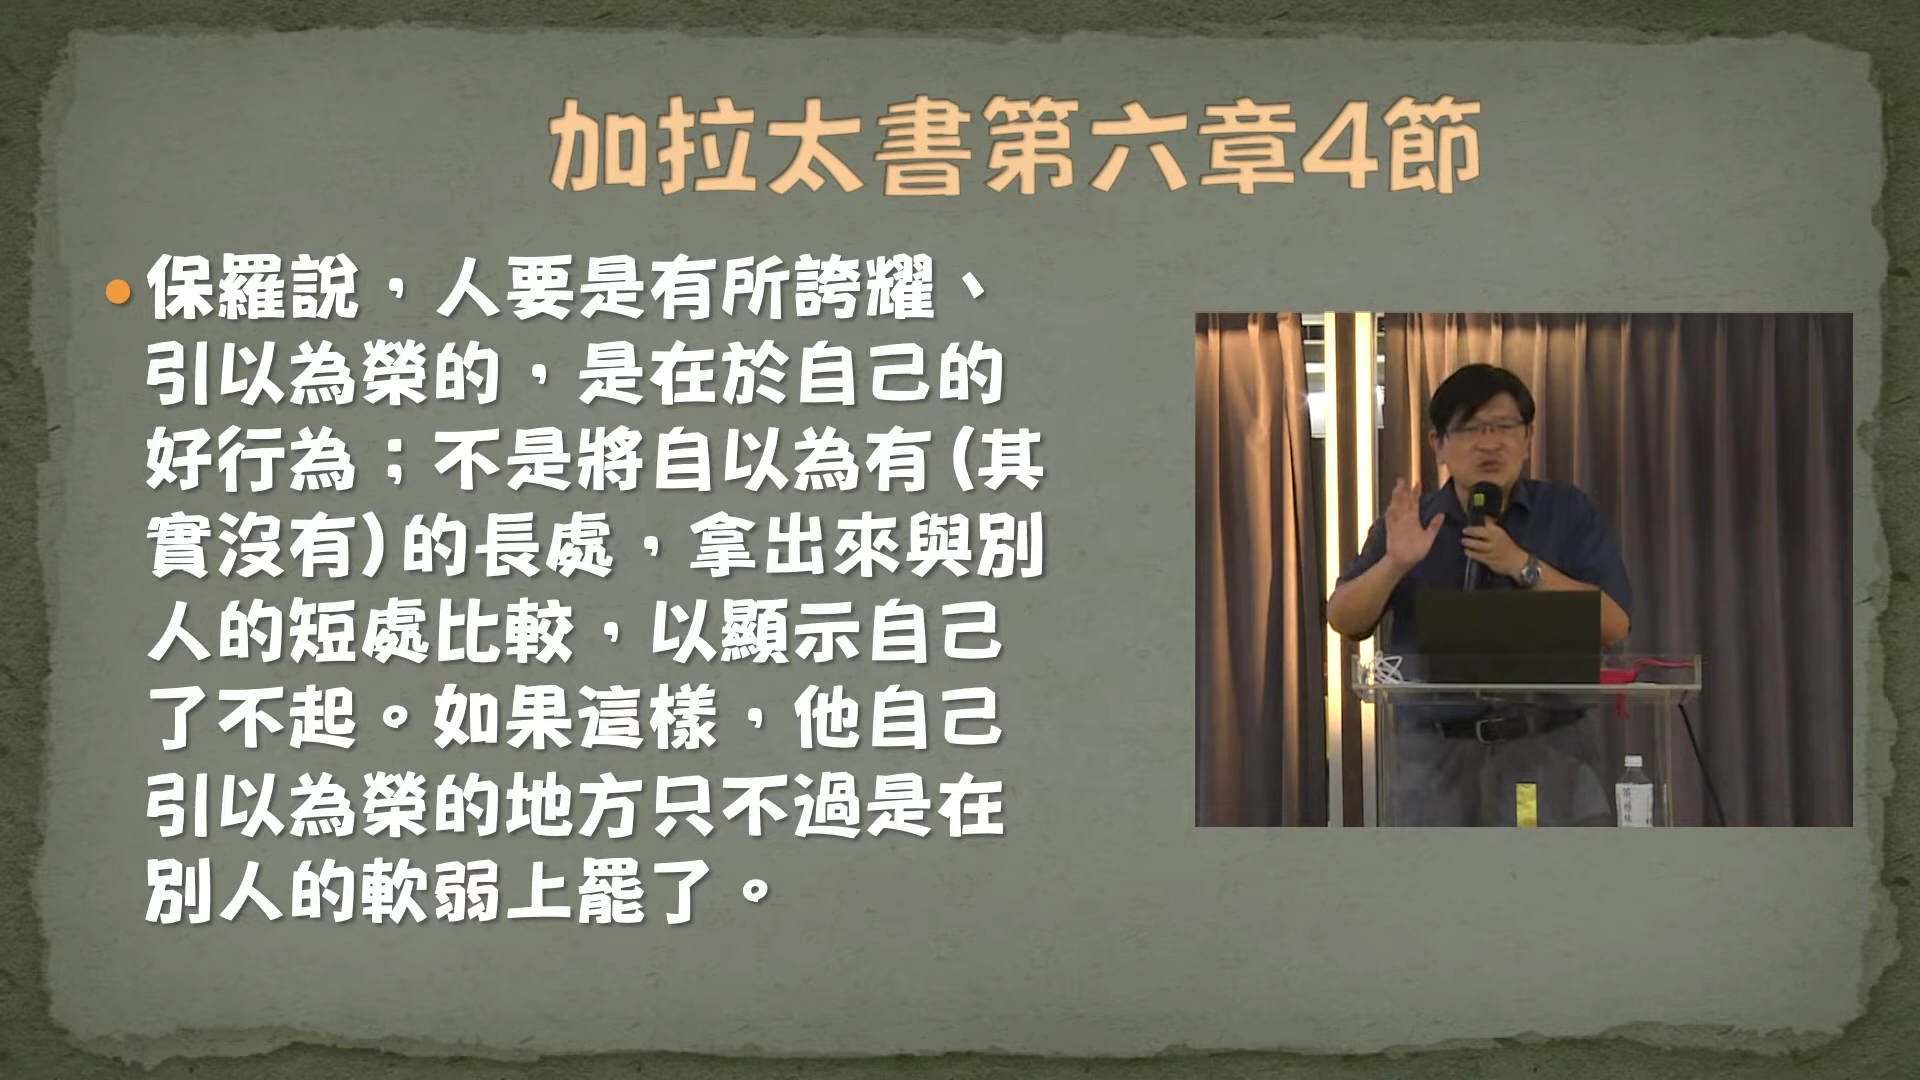 加拉太書第六章4節
•保羅說，人要是有所誇耀、
引以為榮的，是在於自己的
好行為；不是將自以為有(其
實沒有)的長處，拿出來與別
人的短處比較，以顯示自己
了不起。如果這樣，他自己
引以為榮的地方只不過是在
別人的軟弱上罷了。